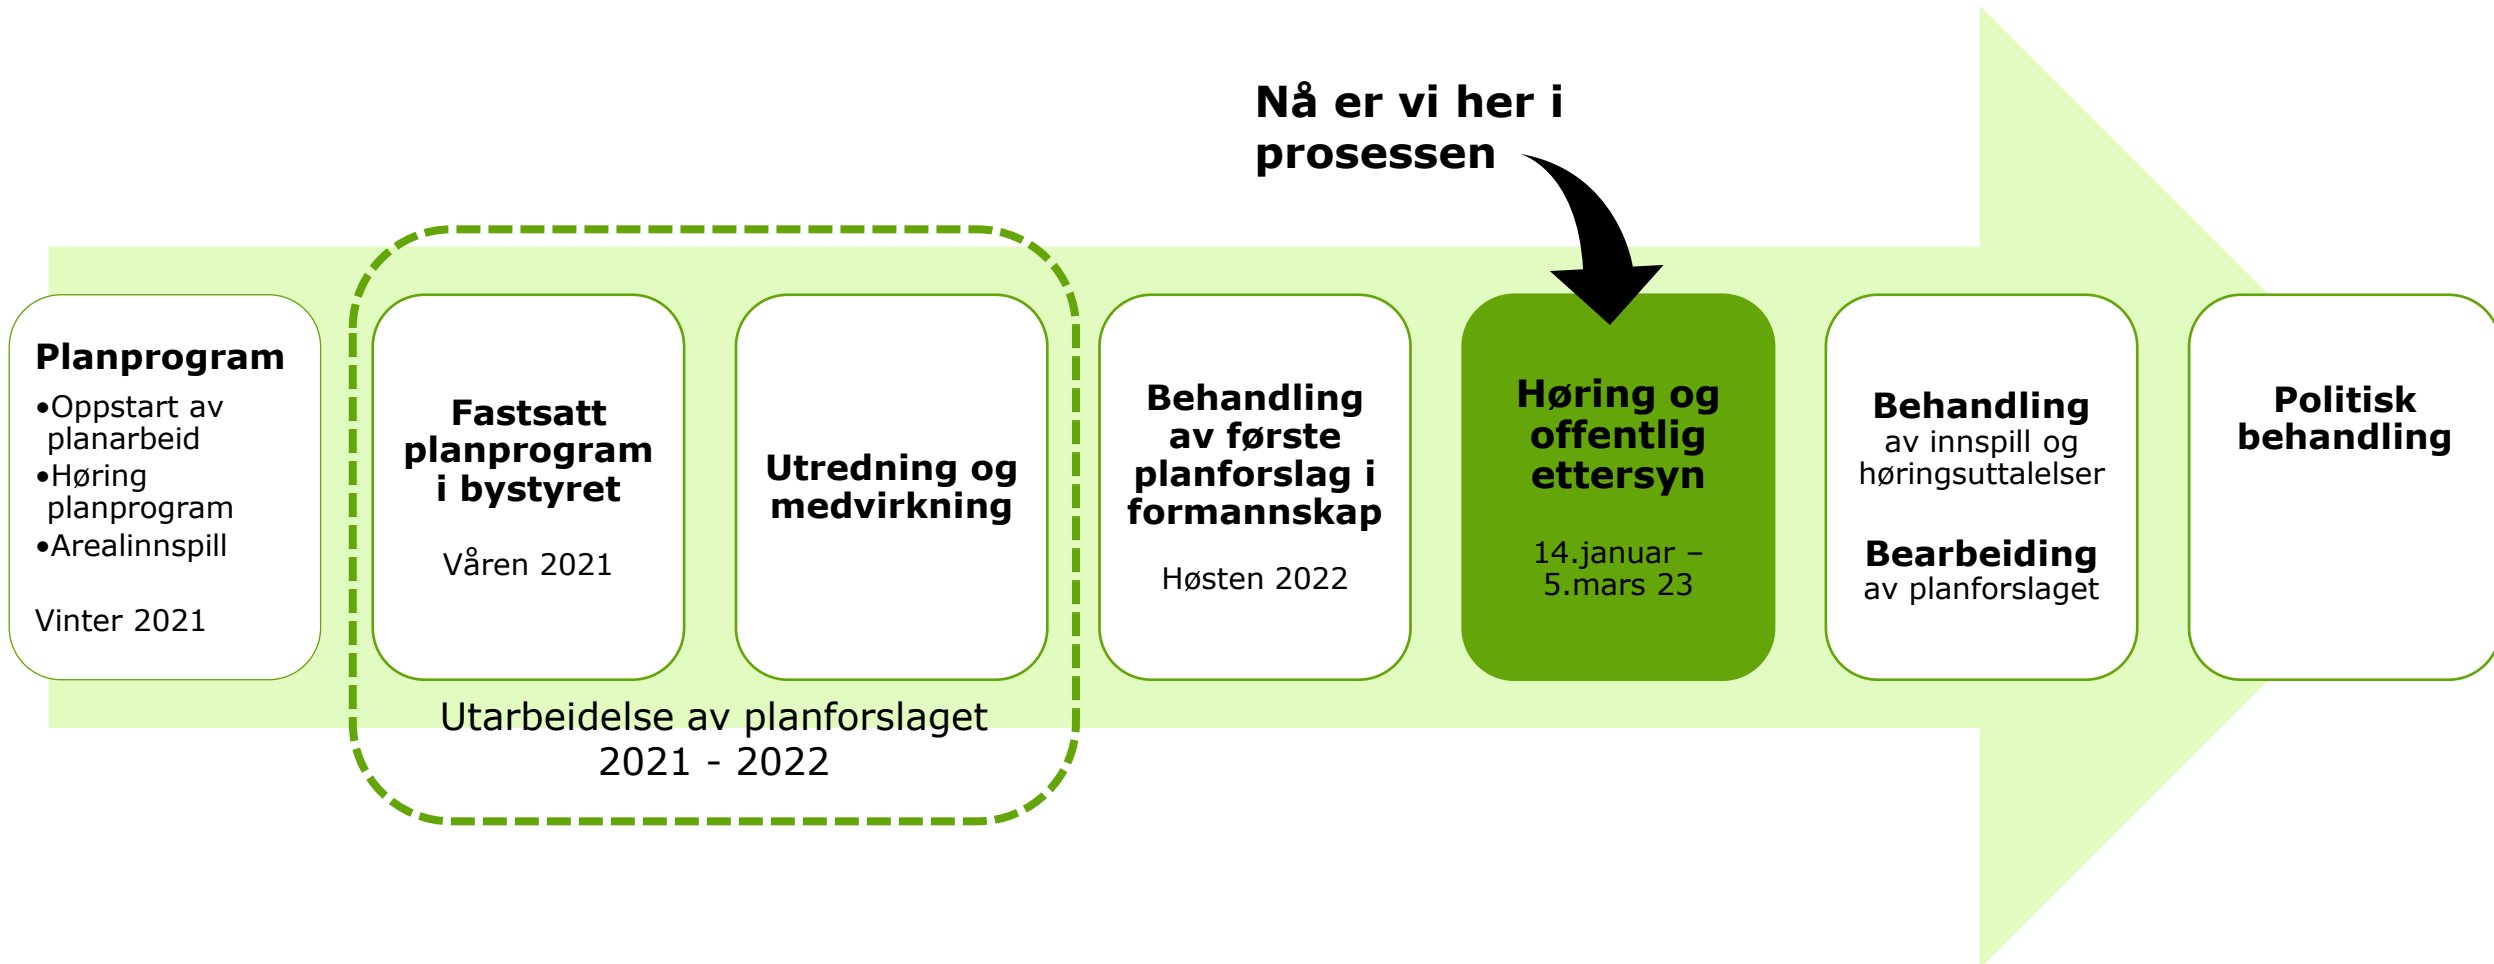 Nå er vi her i
prosessen
Planprogram
•Oppstart av
planarbeid
•Høring
planprogram
•Arealinnspill
Vinter 2021
Fastsatt
planprogram
i bystyret
Våren 2021
Utredning og
medvirkning
Utarbeidelse av planforslaget
2021 - 2022
Behandling
av første
planforslag i
formannskap
Høsten 2022
Høring og
offentlig
ettersyn
14.januar –
5.mars 23
Behandling
av innspill og
høringsuttalelser
Bearbeiding
av planforslaget
Politisk
behandling